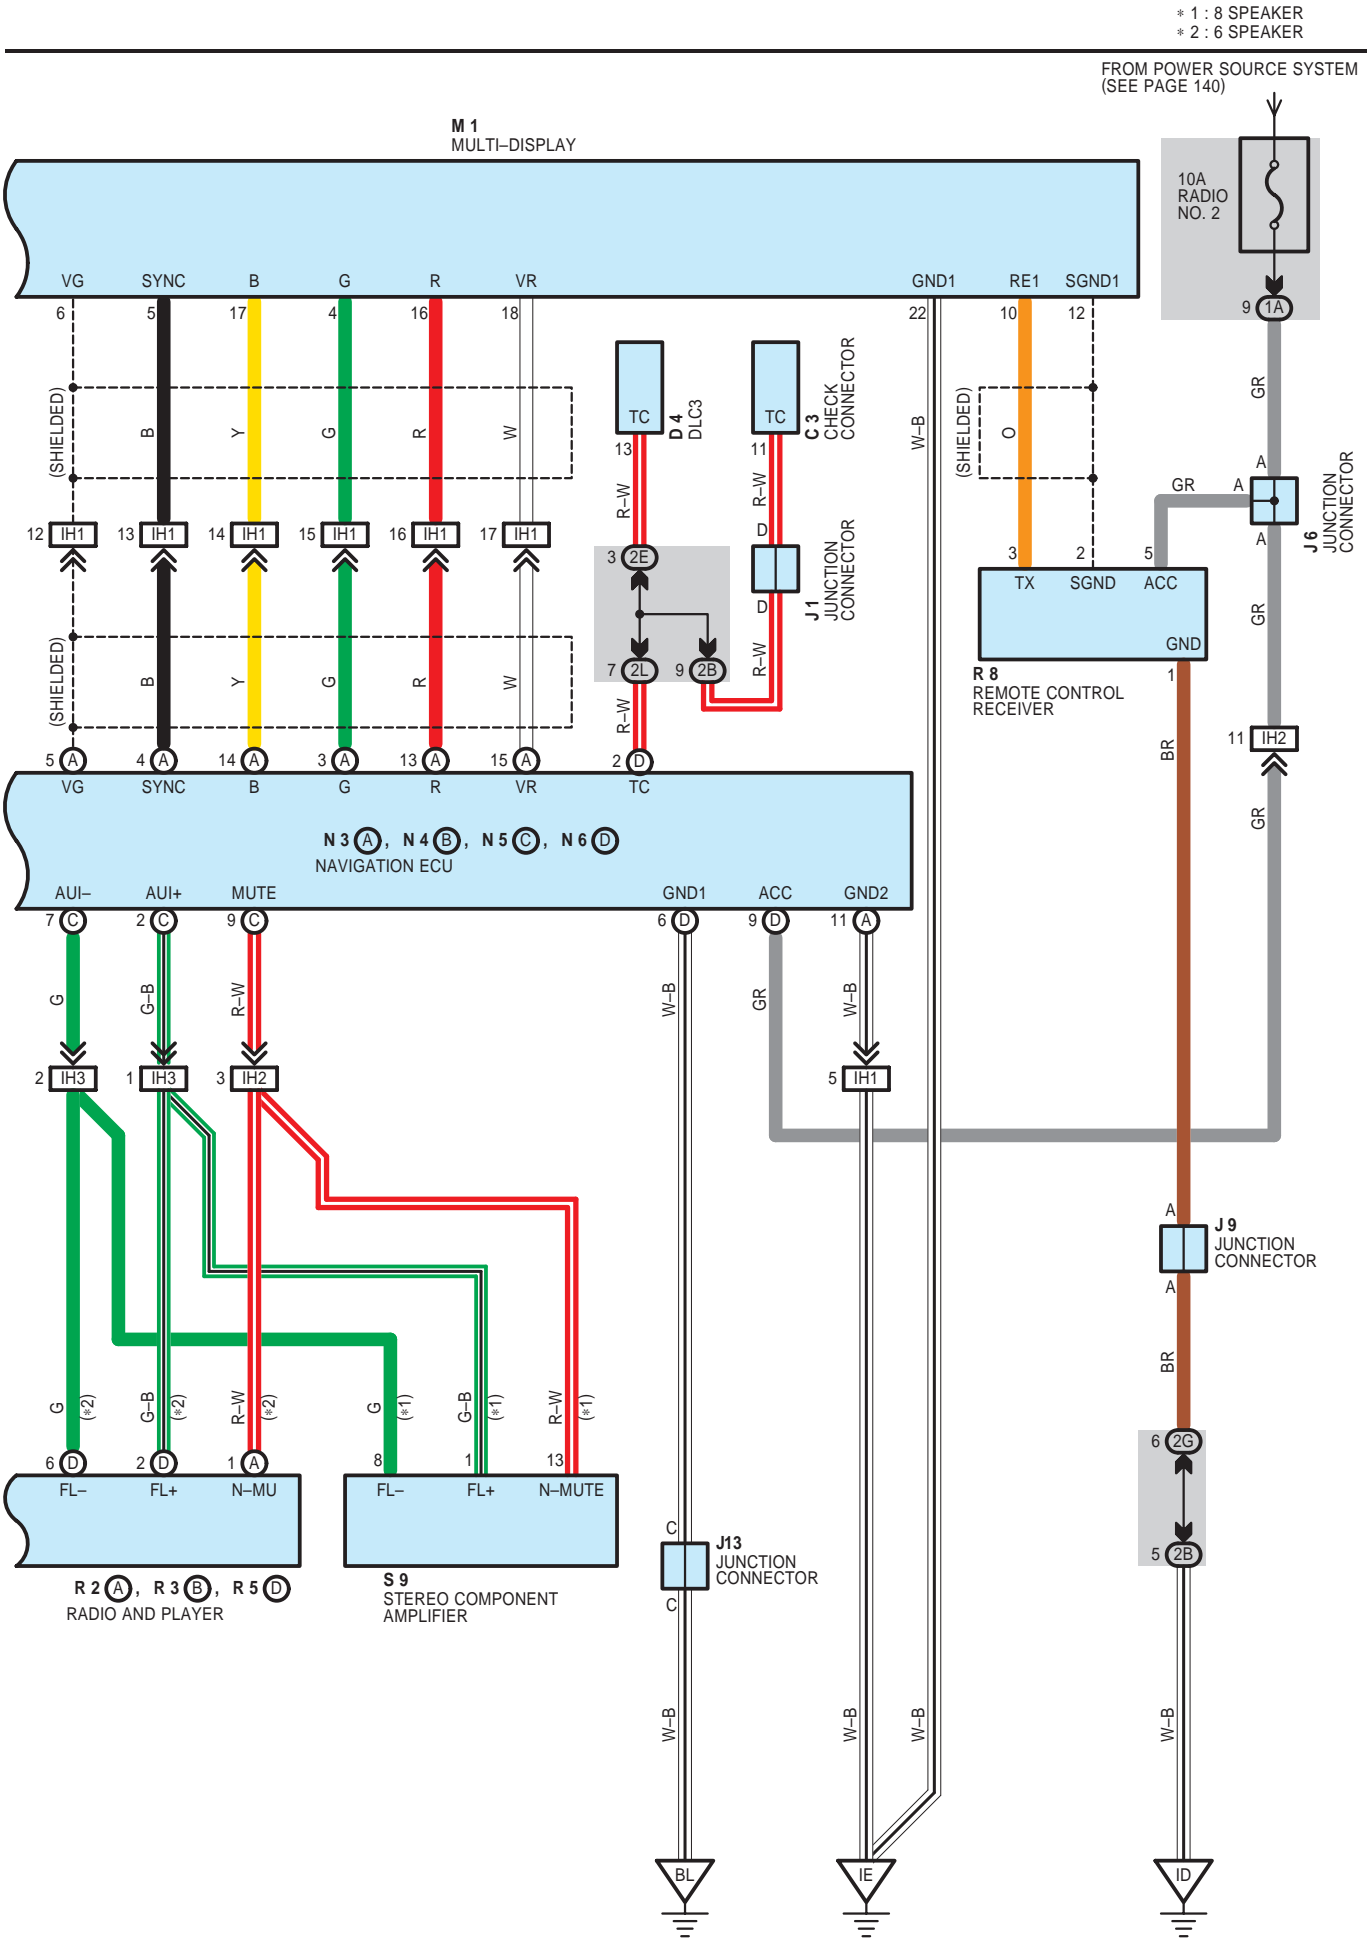 * 1 : 8 SPEAKER
* 2 : 6 SPEAKER
FROM POWER SOURCE SYSTEM
(SEE PAGE 140)
M 1
MULTI–DISPLAY
10A
RADIO
NO. 2
VG SYNC B G R VR GND1 RE1 SGND1
6 5 17 4 16 18 22 10 12
9 1A
(SHIELDED) B Y G R W
TC
D 4
DLC3
TC
C 3
CHECK
CONNECTOR
W–B
(SHIELDED) O
GR
13 11
R–W R–W
A
GR A
J 6
JUNCTION
CONNECTOR
A
12 IH1 13 IH1 14 IH1 15 IH1 16 IH1 17 IH1
3 2E
D
J 1
JUNCTION
CONNECTOR
D
3 2 5
TX SGND ACC
GND
GR
(SHIELDED) B Y G R W
7 2L 9 2B
R–W
R–W
R 8
REMOTE CONTROL
RECEIVER
1
BR
11 IH2
5 A 4 A 14 A 3 A 13 A 15 A 2 D
VG SYNC B G R VR TC
GR
N 3 A , N 4 B , N 5 C , N 6 D
NAVIGATION ECU
AUI– AUI+ MUTE GND1 ACC GND2
7 C 2 C 9 C 6 D 9 D 11 A
G G–B R–W W–B GR W–B
2 IH3 1 IH3 3 IH2 5 IH1
A
J 9
JUNCTION
CONNECTOR
A
BR
G (*2) G–B (*2) R–W (*2) G (*1) G–B (*1) R–W (*1)
6 2G
6 D 2 D 1 A 8 1 13
FL– FL+ N–MU FL– FL+ N–MUTE
C
J13
JUNCTION
CONNECTOR
C
5 2B
R 2 A , R 3 B , R 5 D
RADIO AND PLAYER
S 9
STEREO COMPONENT
AMPLIFIER
W–B W–B W–B W–B
BL IE ID